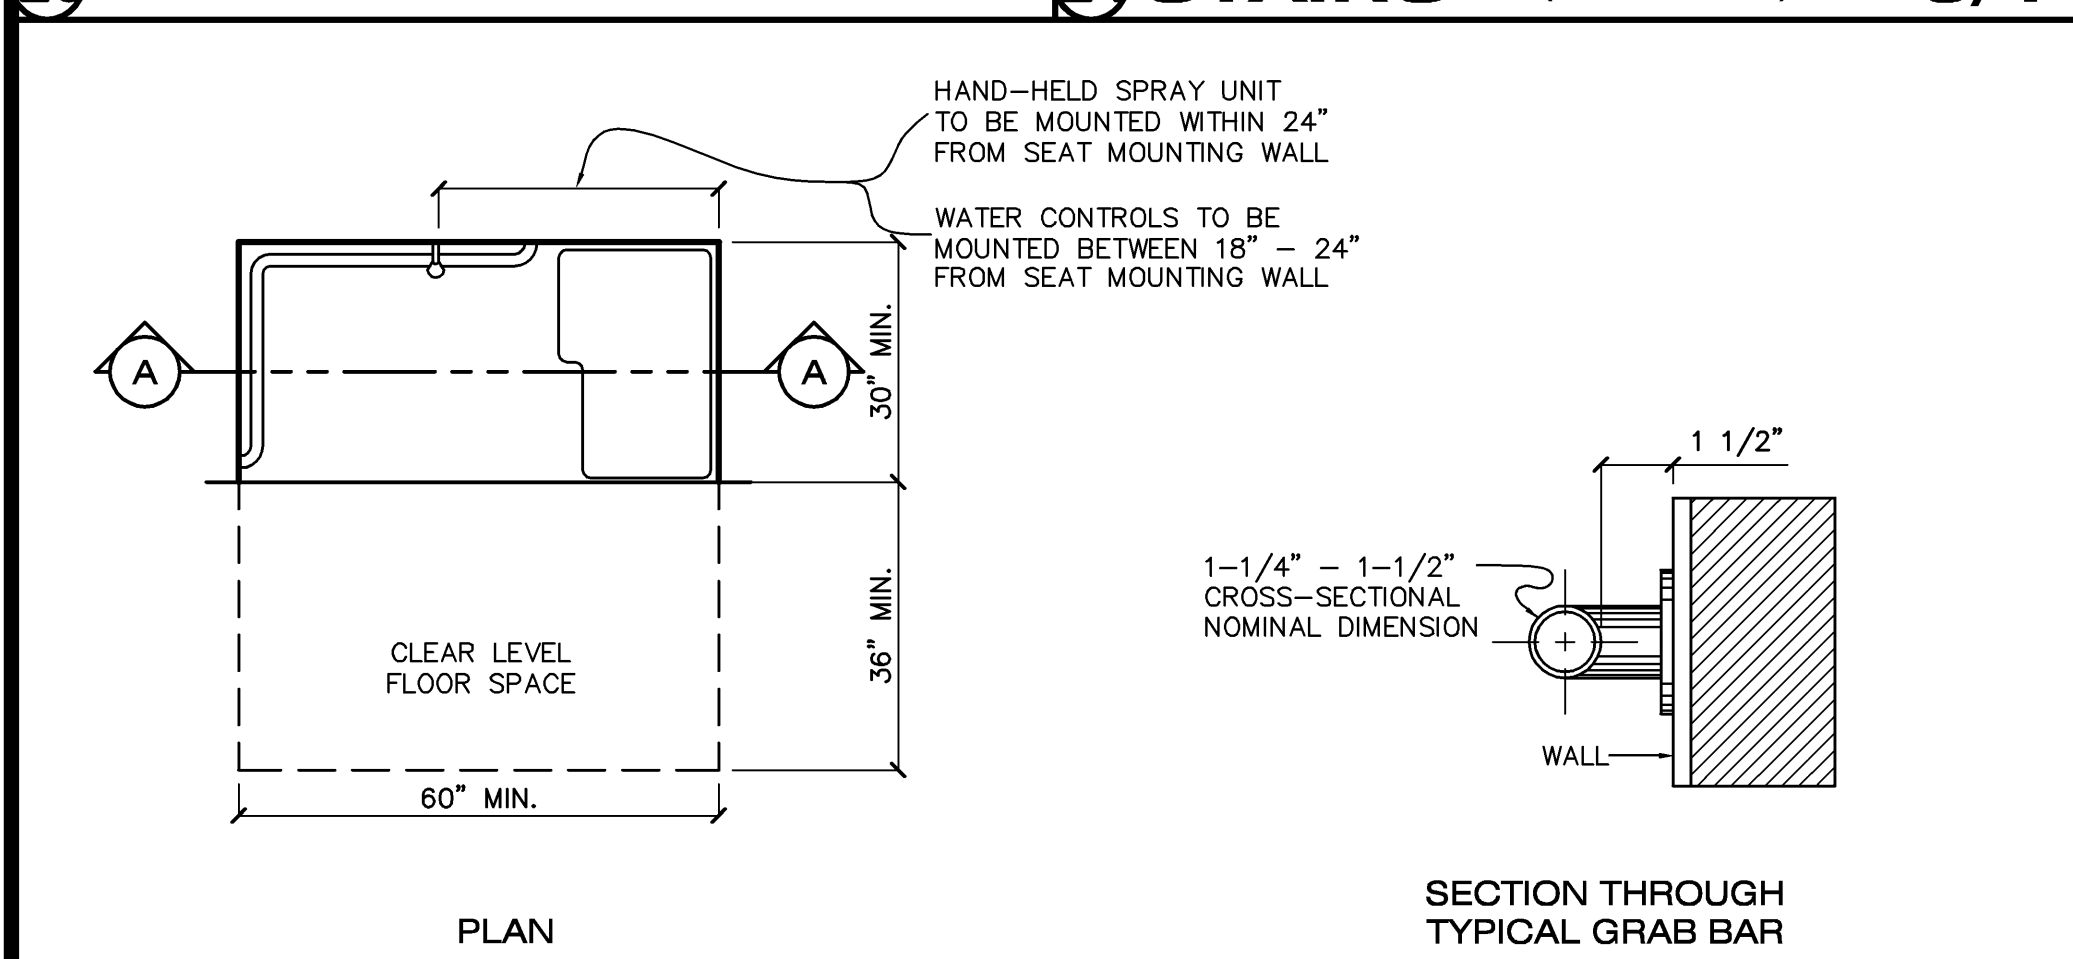 HAND-HELD SPRAY UNIT
TO BE MOUNTED WITHIN 24”
FROM SEAT MOUNTING WALL
WATER CONTROLS TO BE
MOUNTED BETWEEN 18” – 24”
FROM SEAT MOUNTING WALL
A
A
30” MIN.
36” MIN.
CLEAR LEVEL
FLOOR SPACE
60” MIN.
PLAN
1 1/2”
1-1/4” – 1-1/2”
CROSS-SECTIONAL
NOMINAL DIMENSION
WALL
SECTION THROUGH
TYPICAL GRAB BAR